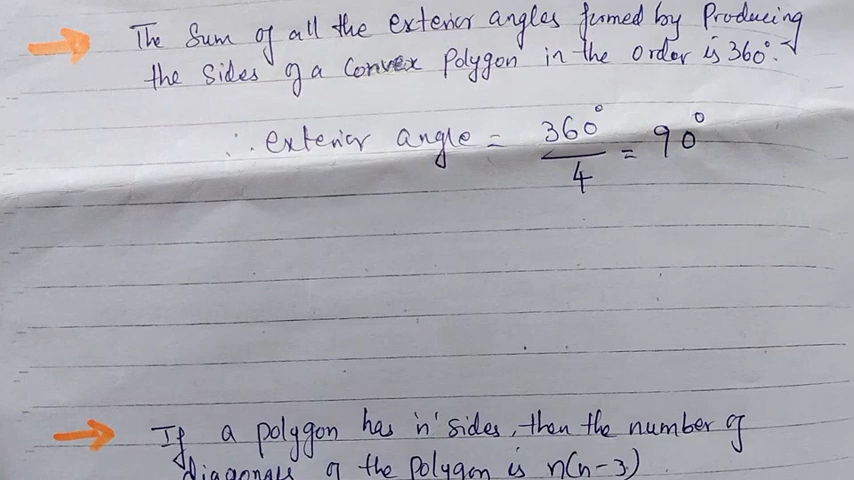 The Sum of all the exterior angles formed by Producing
the sides of a convex polygon in the order is 360°.
∴ exterior angle = 360°/4 = 90°
If a polygon has 'n' sides, then the number of
diagonals of the polygon is n(n-3)